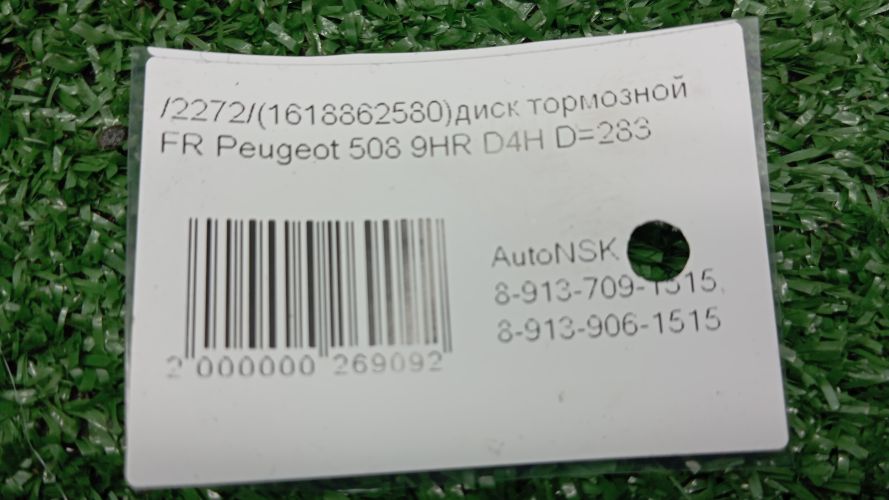 /2272/(1618862580)диск тормозной
FR Peugeot 508 9HR D4H D=283
AutoNSK
8-913-709-1515,
8-913-906-1515
2 000000 269092